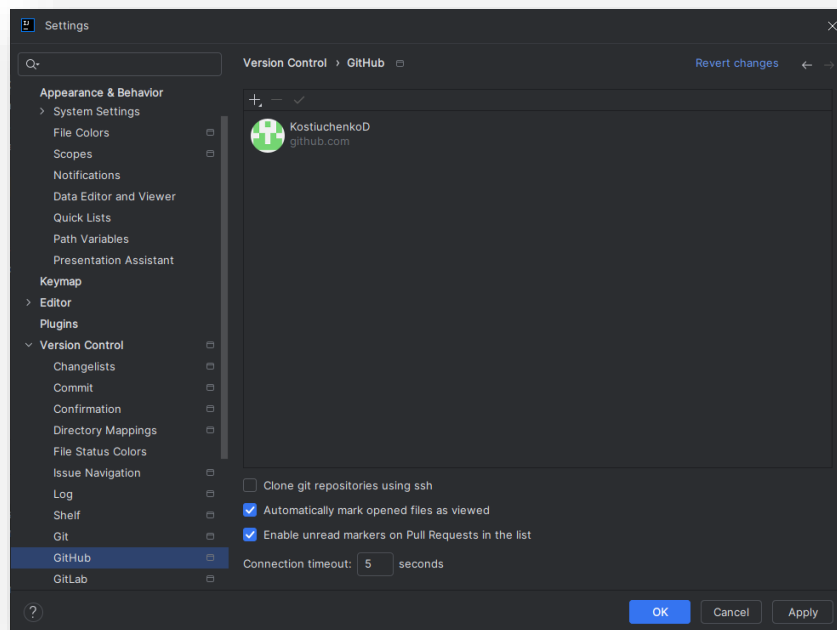 Settings
Version Control › GitHub
Revert changes
Appearance & Behavior
System Settings
File Colors
Scopes
Notifications
Data Editor and Viewer
Quick Lists
Path Variables
Presentation Assistant
Keymap
Editor
Plugins
Version Control
Changelists
Commit
Confirmation
Directory Mappings
File Status Colors
Issue Navigation
Log
Shelf
Git
GitHub
GitLab
KostiuchenkoD
github.com
Clone git repositories using ssh
Automatically mark opened files as viewed
Enable unread markers on Pull Requests in the list
Connection timeout: 5 seconds
?
OK
Cancel
Apply